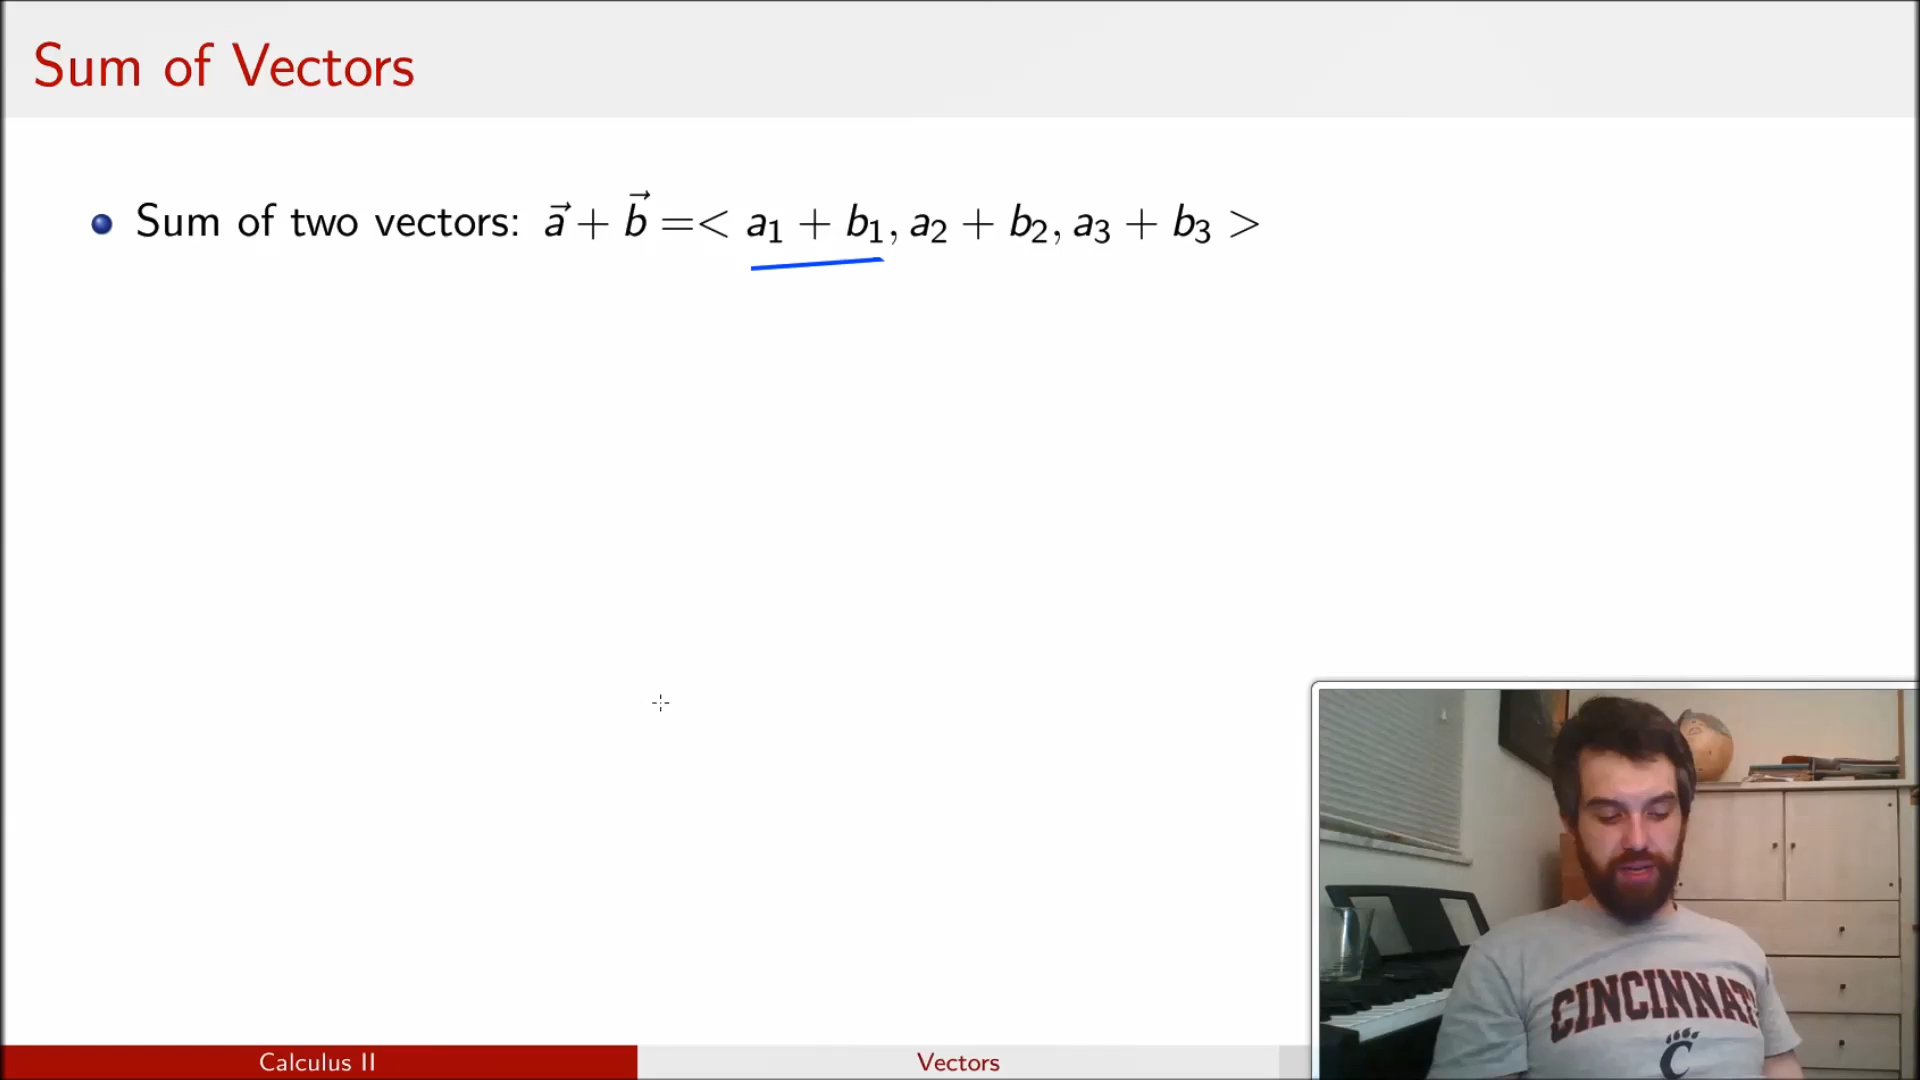 Sum of Vectors
Sum of two vectors: a⃗ + b⃗ =< a₁ + b₁, a₂ + b₂, a₃ + b₃ >
CINCINNATI
C
Calculus II
Vectors